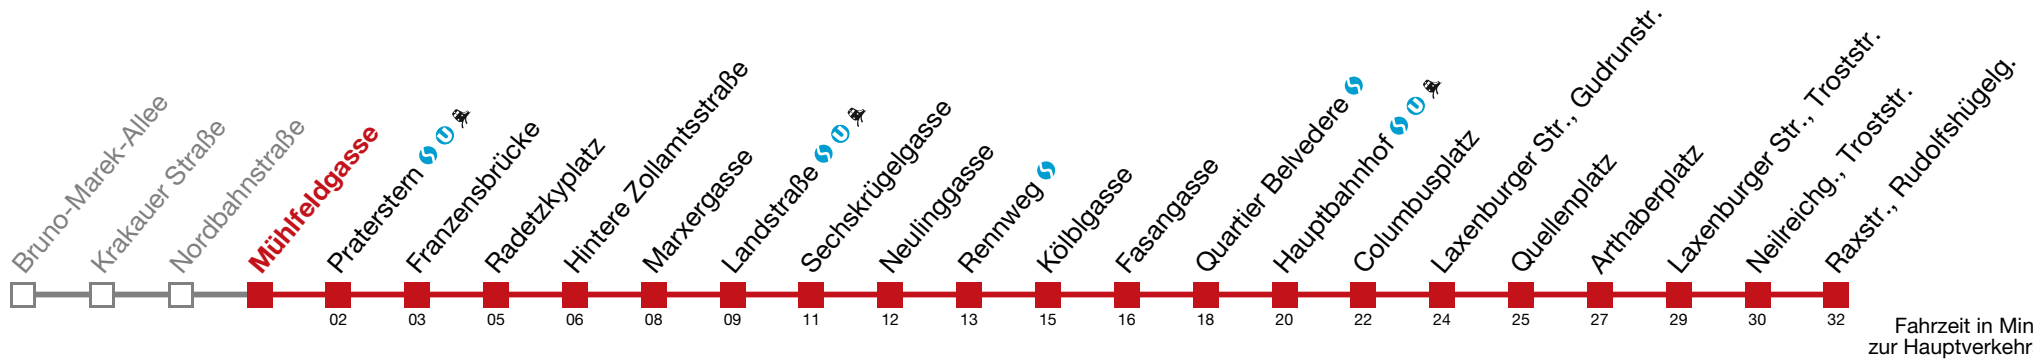 Bruno-Marek-Allee
Krakauer Straße
Nordbahnstraße
Mühlfeldgasse
Praterstern S U
Franzensbrücke
Radetzkyplatz
Hintere Zollamtsstraße
Marxergasse
Landstraße S U
Sechskrügelgasse
Neulinggasse
Rennweg S
Kölblgasse
Fasangasse
Quartier Belvedere S
Hauptbahnhof S U
Columbusplatz
Laxenburger Str., Gudrunstr.
Quellenplatz
Arthaberplatz
Laxenburger Str., Troststr.
Neilreichg., Troststr.
Raxstr., Rudolfshügelg.
02 03 05 06 08 09 11 12 13 15 16 18 20 22 24 25 27 29 30 32
Fahrzeit in Min
zur Hauptverkehr